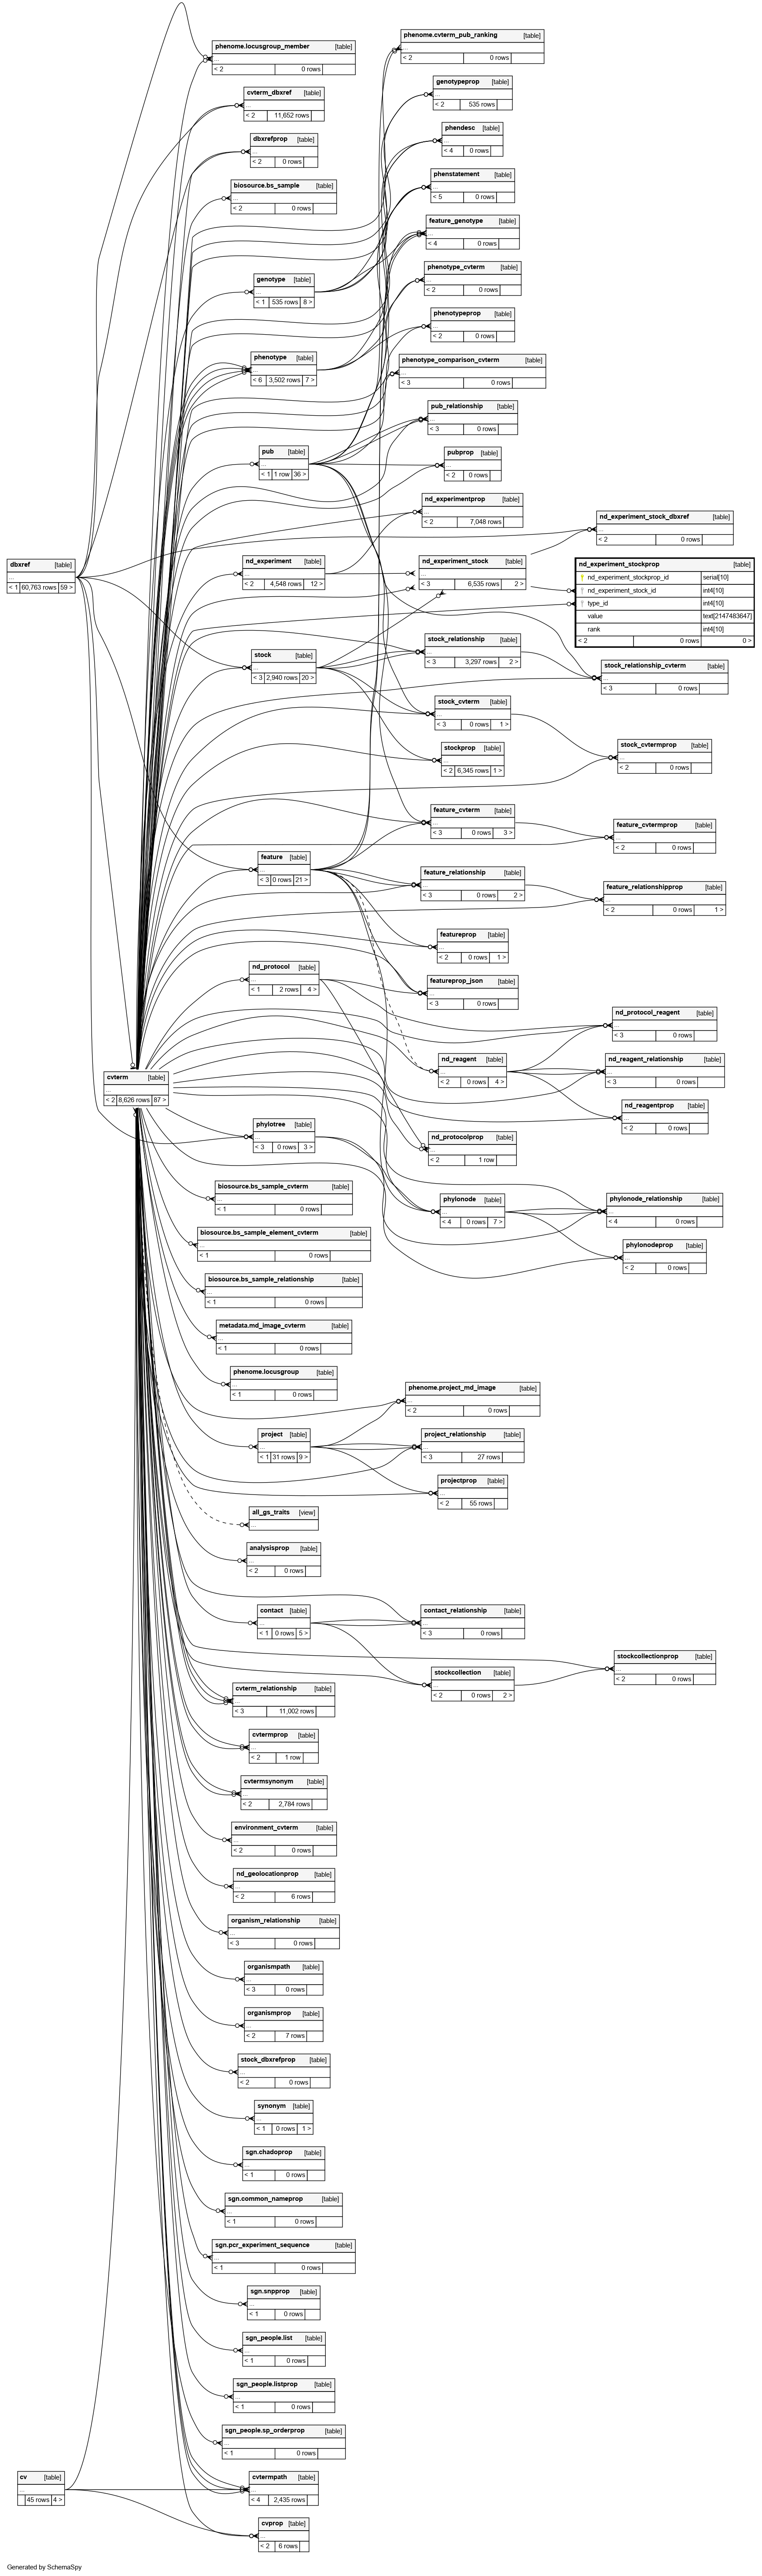 phenome.locusgroup_member [table]
...
< 2 0 rows
phenome.cvterm_pub_ranking [table]
...
< 2 0 rows
cvterm_dbxref [table]
...
< 2 11,652 rows
genotypeprop [table]
...
< 2 535 rows
dbxrefprop [table]
...
< 2 0 rows
phendesc [table]
...
< 4 0 rows
biosource.bs_sample [table]
...
< 2 0 rows
phenstatement [table]
...
< 5 0 rows
feature_genotype [table]
...
< 4 0 rows
genotype [table]
...
< 1 535 rows 8 >
phenotype_cvterm [table]
...
< 2 0 rows
phenotypeprop [table]
...
< 2 0 rows
phenotype [table]
...
< 6 3,502 rows 7 >
phenotype_comparison_cvterm [table]
...
< 3 0 rows
pub_relationship [table]
...
< 3 0 rows
pub [table]
...
< 1 1 row 36 >
pubprop [table]
...
< 2 0 rows
nd_experimentprop [table]
...
< 2 7,048 rows
nd_experiment_stock_dbxref [table]
...
< 2 0 rows
dbxref [table]
...
< 1 60,763 rows 59 >
nd_experiment [table]
...
< 2 4,548 rows 12 >
nd_experiment_stock [table]
...
< 3 6,535 rows 2 >
nd_experiment_stockprop [table]
nd_experiment_stockprop_id serial[10]
nd_experiment_stock_id int4[10]
type_id int4[10]
value text[2147483647]
rank int4[10]
< 2 0 rows 0 >
stock [table]
...
< 3 2,940 rows 20 >
stock_relationship [table]
...
< 3 3,297 rows 2 >
stock_relationship_cvterm [table]
...
< 3 0 rows
stock_cvterm [table]
...
< 3 0 rows 1 >
stockprop [table]
...
< 2 6,345 rows 1 >
stock_cvtermprop [table]
...
< 2 0 rows
feature_cvterm [table]
...
< 3 0 rows 3 >
feature_cvtermprop [table]
...
< 2 0 rows
feature [table]
...
< 3 0 rows 21 >
feature_relationship [table]
...
< 3 0 rows 2 >
feature_relationshipprop [table]
...
< 2 0 rows 1 >
featureprop [table]
...
< 2 0 rows 1 >
nd_protocol [table]
...
< 1 2 rows 4 >
featureprop_json [table]
...
< 3 0 rows
nd_protocol_reagent [table]
...
< 3 0 rows
nd_reagent [table]
...
< 2 0 rows 4 >
nd_reagent_relationship [table]
...
< 3 0 rows
cvterm [table]
...
< 2 8,626 rows 87 >
nd_reagentprop [table]
...
< 2 0 rows
phylotree [table]
...
< 3 0 rows 3 >
nd_protocolprop [table]
...
< 2 1 row
biosource.bs_sample_cvterm [table]
...
< 1 0 rows
phylonode [table]
...
< 4 0 rows 7 >
phylonode_relationship [table]
...
< 4 0 rows
biosource.bs_sample_element_cvterm [table]
...
< 1 0 rows
phylonodeprop [table]
...
< 2 0 rows
biosource.bs_sample_relationship [table]
...
< 1 0 rows
metadata.md_image_cvterm [table]
...
< 1 0 rows
phenome.locusgroup [table]
...
< 1 0 rows
phenome.project_md_image [table]
...
< 2 0 rows
project [table]
...
< 1 31 rows 9 >
project_relationship [table]
...
< 3 27 rows
projectprop [table]
...
< 2 55 rows
all_gs_traits [view]
...
analysisprop [table]
...
< 2 0 rows
contact [table]
...
< 1 0 rows 5 >
contact_relationship [table]
...
< 3 0 rows
stockcollectionprop [table]
...
< 2 0 rows
stockcollection [table]
...
< 2 0 rows 2 >
cvterm_relationship [table]
...
< 3 11,002 rows
cvtermprop [table]
...
< 2 1 row
cvtermsynonym [table]
...
< 2 2,784 rows
environment_cvterm [table]
...
< 2 0 rows
nd_geolocationprop [table]
...
< 2 6 rows
organism_relationship [table]
...
< 3 0 rows
organismpath [table]
...
< 3 0 rows
organismprop [table]
...
< 2 7 rows
stock_dbxrefprop [table]
...
< 2 0 rows
synonym [table]
...
< 1 0 rows 1 >
sgn.chadoprop [table]
...
< 1 0 rows
sgn.common_nameprop [table]
...
< 1 0 rows
sgn.pcr_experiment_sequence [table]
...
< 1 0 rows
sgn.snpprop [table]
...
< 1 0 rows
sgn_people.list [table]
...
< 1 0 rows
sgn_people.listprop [table]
...
< 1 0 rows
sgn_people.sp_orderprop [table]
...
< 1 0 rows
cv [table]
...
45 rows 4 >
cvtermpath [table]
...
< 4 2,435 rows
cvprop [table]
...
< 2 6 rows
Generated by SchemaSpy